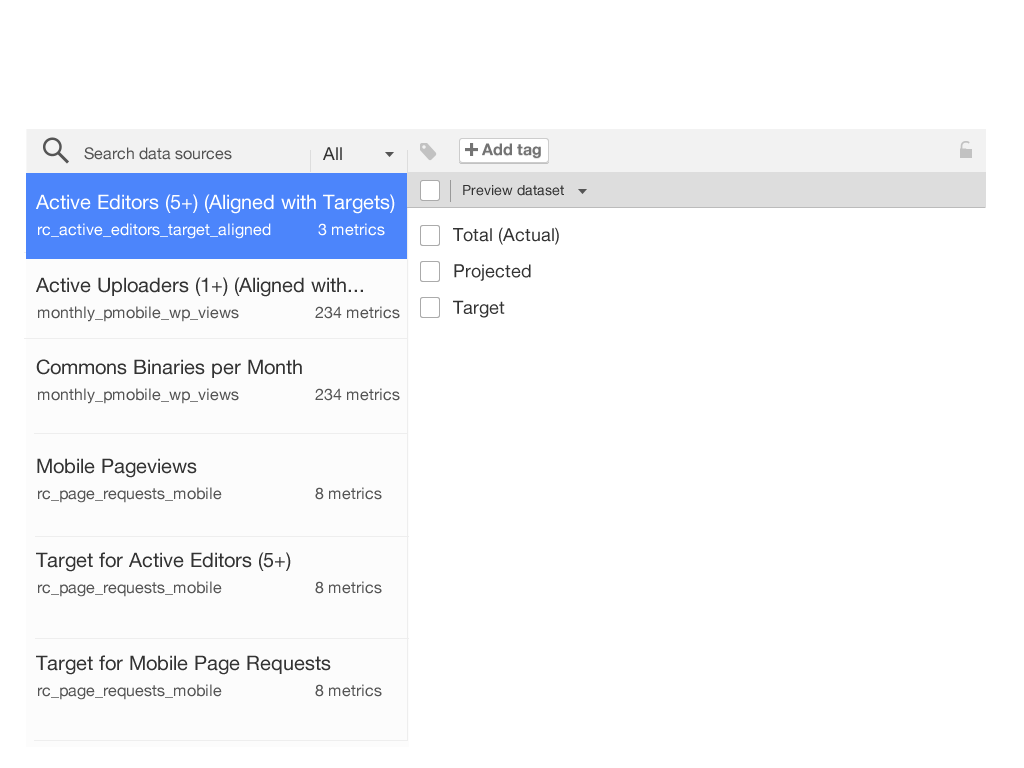 Search data sources
All
Add tag
Preview dataset
Active Editors (5+) (Aligned with Targets)
rc_active_editors_target_aligned 3 metrics
Active Uploaders (1+) (Aligned with...
monthly_pmobile_wp_views 234 metrics
Commons Binaries per Month
monthly_pmobile_wp_views 234 metrics
Mobile Pageviews
rc_page_requests_mobile 8 metrics
Target for Active Editors (5+)
rc_page_requests_mobile 8 metrics
Target for Mobile Page Requests
rc_page_requests_mobile 8 metrics
Total (Actual)
Projected
Target